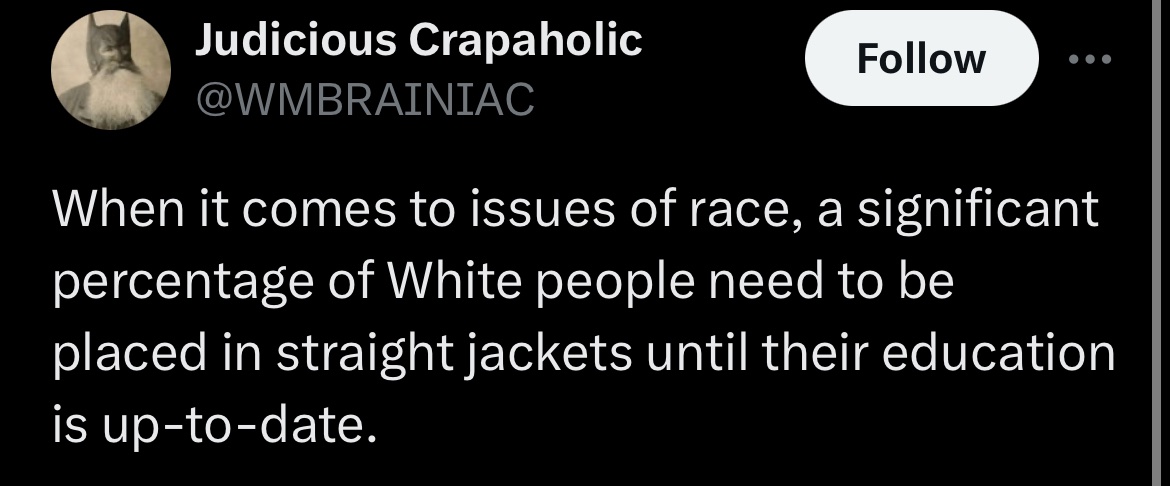 Judicious Crapaholic
Follow
@WMBRAINIAC
When it comes to issues of race, a significant
percentage of White people need to be
placed in straight jackets until their education
is up-to-date.